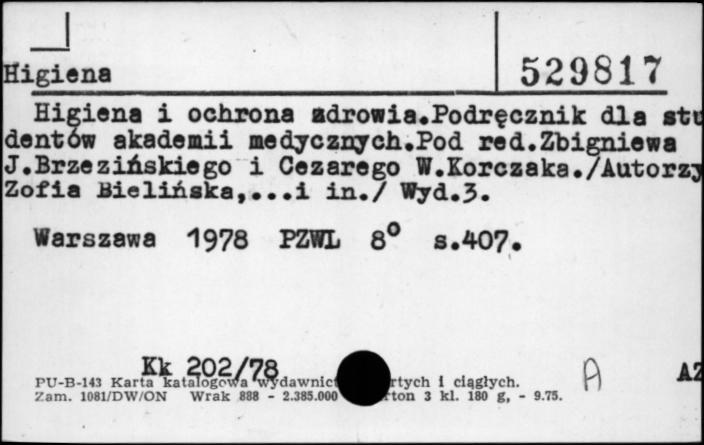 Higiena 529817
Higiena i ochrona zdrowia.Podręcznik dla stu
dentów akademii medycznych.Pod red.Zbigniewa
J.Brzezińskiego i Cezarego W.Korczaka./Autorzy
Zofia Bielińska,...i in./ Wyd.3.
Warszawa 1978 PZWL 8° s.407.
Kk 202/78
A AZ
PU-B-143 Karta katalogowa wydawnict rtych i ciągłych.
Zam. 1081/DW/ON Wrak 888 - 2.385.000 rton 3 kl. 180 g, - 9.75.